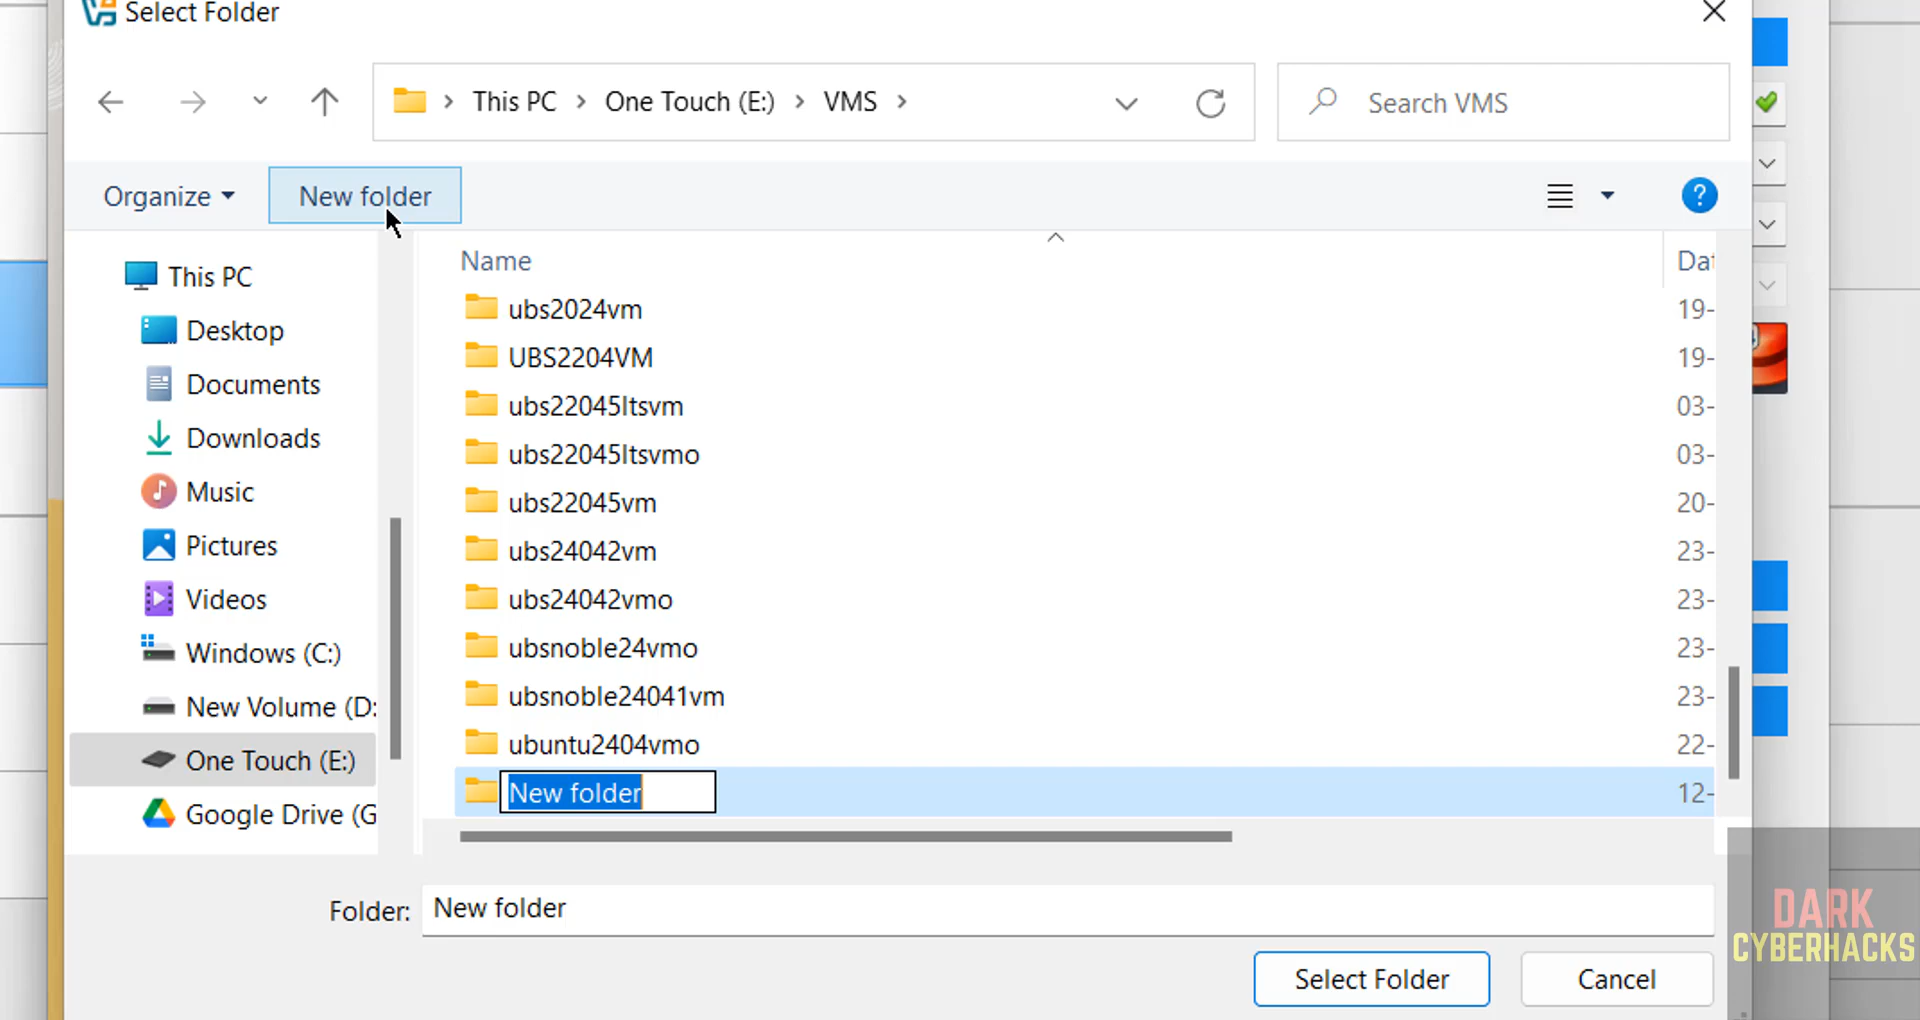 Select Folder
This PC One Touch (E:) VMS
Search VMS
Organize New folder
Name Dat
This PC
Desktop
Documents
Downloads
Music
Pictures
Videos
Windows (C:)
New Volume (D:
One Touch (E:)
Google Drive (G
ubs2024vm 19-
UBS2204VM 19-
ubs22045ltsvm 03-
ubs22045ltsvmo 03-
ubs22045vm 20-
ubs24042vm 23-
ubs24042vmo 23-
ubsnoble24vmo 23-
ubsnoble24041vm 23-
ubuntu2404vmo 22-
New folder 12-
Folder: New folder
Select Folder Cancel
DARK
CYBERHACKS